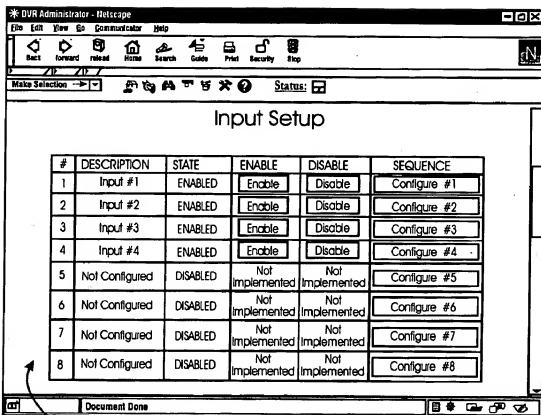 DVR Administrator - Netscape
File Edit View Go Communicator Help
Back forward reload Home Search Guide Print Security Stop
N
Make Selection Status:
Input Setup
# DESCRIPTION STATE ENABLE DISABLE SEQUENCE
1 Input #1 ENABLED Enable Disable Configure #1
2 Input #2 ENABLED Enable Disable Configure #2
3 Input #3 ENABLED Enable Disable Configure #3
4 Input #4 ENABLED Enable Disable Configure #4
5 Not Configured DISABLED Not Implemented Not Implemented Configure #5
6 Not Configured DISABLED Not Implemented Not Implemented Configure #6
7 Not Configured DISABLED Not Implemented Not Implemented Configure #7
8 Not Configured DISABLED Not Implemented Not Implemented Configure #8
Document Done